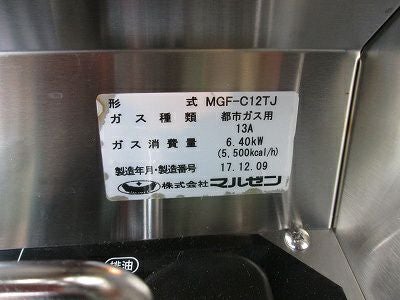 形式 MGF-C12TJ
ガス種類 都市ガス用
13A
ガス消費量 6.40kW
(5,500kcal/h)
製造年月・製造番号 17.12.09
株式会社マルゼン
排油